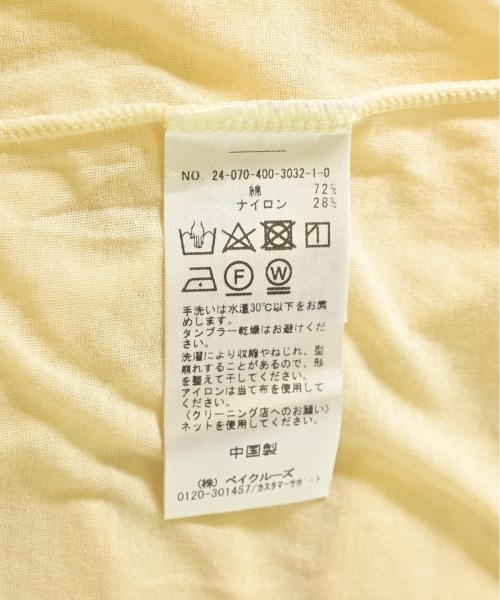 NO. 24-070-400-3032-1-0
綿 72%
ナイロン 28%
F W
手洗いは水温30℃以下をお薦
めします。
タンブラー乾燥はお避けくだ
さい。
洗濯により収縮やねじれ、型
崩れすることがあるので、形
を整えて干してください。
アイロンは当て布を使用して
ください。
〈クリーニング店へのお願い〉
ネットを使用してください。
中国製
(株) ベイクルーズ
0120-301457/カスタマーサポート